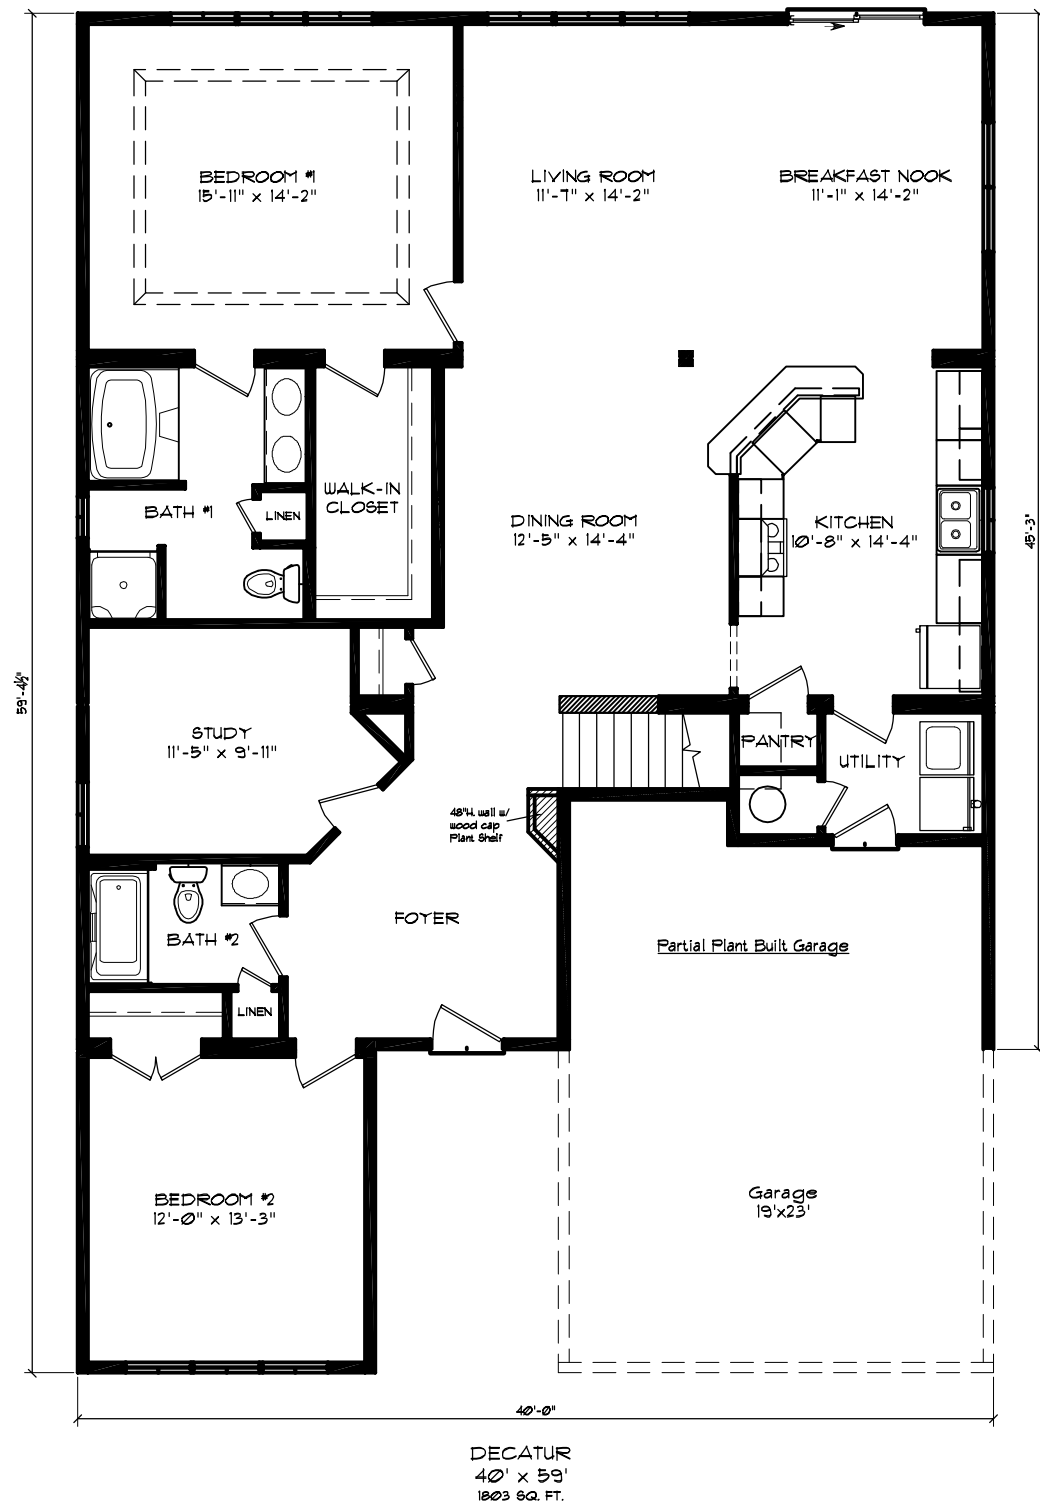 BEDROOM #1
15'-11" x 14'-2"
LIVING ROOM
11'-7" x 14'-2"
BREAKFAST NOOK
11'-1" x 14'-2"
WALK-IN
CLOSET
BATH #1
LINEN
DINING ROOM
12'-5" x 14'-4"
KITCHEN
10'-8" x 14'-4"
45'-3"
59'-4½"
STUDY
11'-5" x 9'-11"
PANTRY
UTILITY
48"H. wall w/
wood cap
Plant Shelf
FOYER
BATH #2
Partial Plant Built Garage
LINEN
BEDROOM #2
12'-0" x 13'-3"
Garage
19'x23'
40'-0"
DECATUR
40' x 59'
1803 SQ. FT.